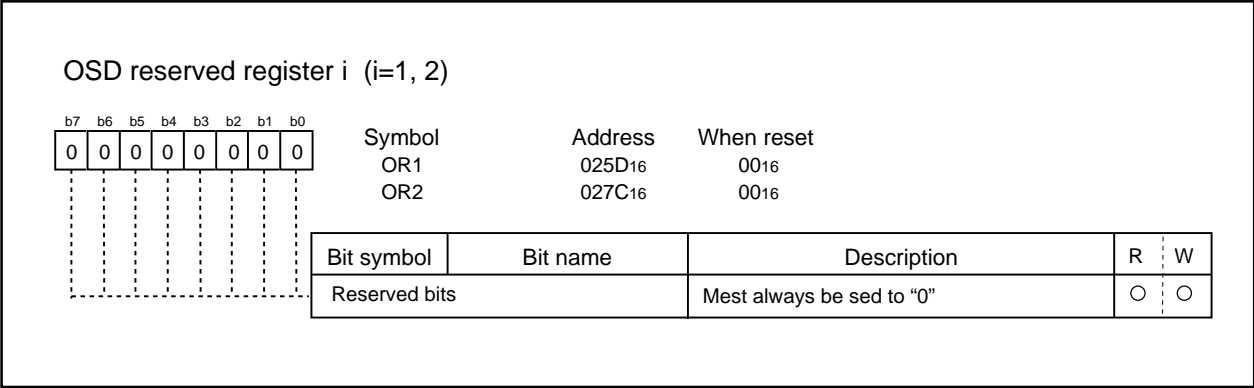 OSD reserved register i (i=1, 2)
b7 b6 b5 b4 b3 b2 b1 b0
0 0 0 0 0 0 0 0
Symbol Address When reset
OR1 025D16 0016
OR2 027C16 0016
Bit symbol Bit name Description R W
Reserved bits Mest always be sed to “0” ○ ○